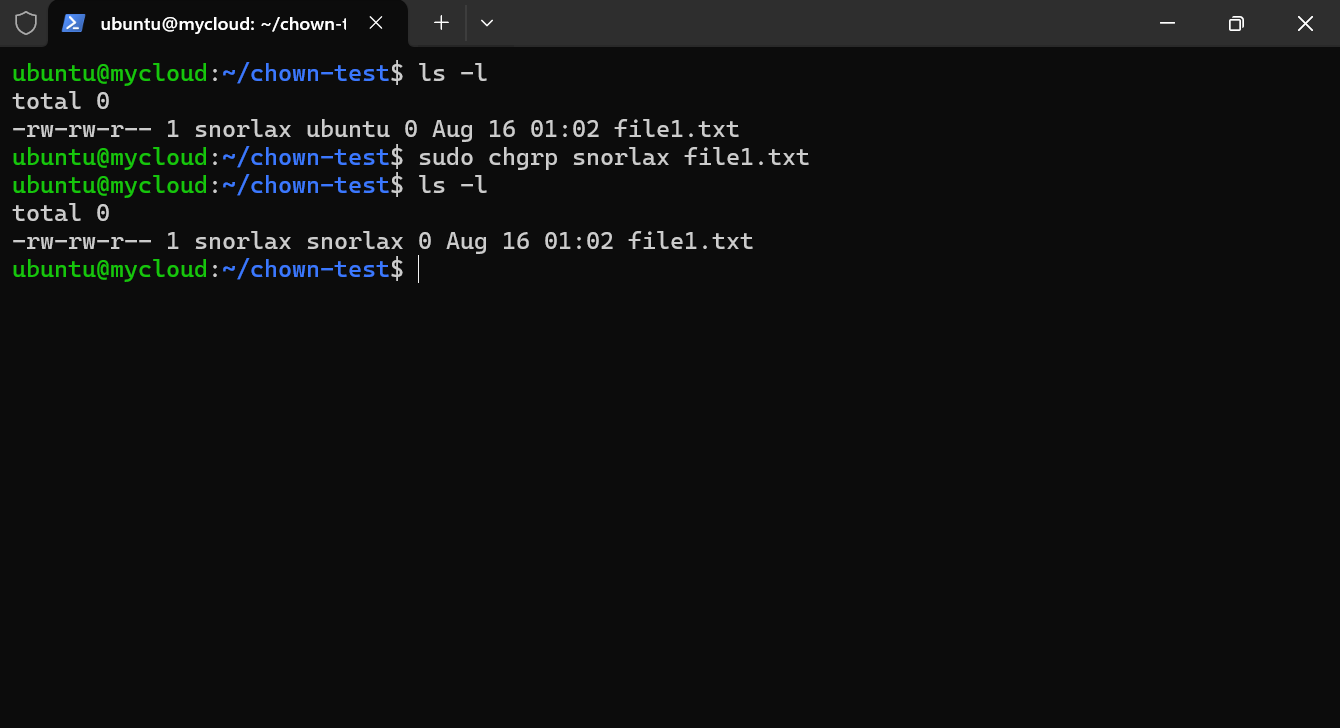 ubuntu@mycloud: ~/chown-t
ubuntu@mycloud:~/chown-test$ ls -l
total 0
-rw-rw-r-- 1 snorlax ubuntu 0 Aug 16 01:02 file1.txt
ubuntu@mycloud:~/chown-test$ sudo chgrp snorlax file1.txt
ubuntu@mycloud:~/chown-test$ ls -l
total 0
-rw-rw-r-- 1 snorlax snorlax 0 Aug 16 01:02 file1.txt
ubuntu@mycloud:~/chown-test$